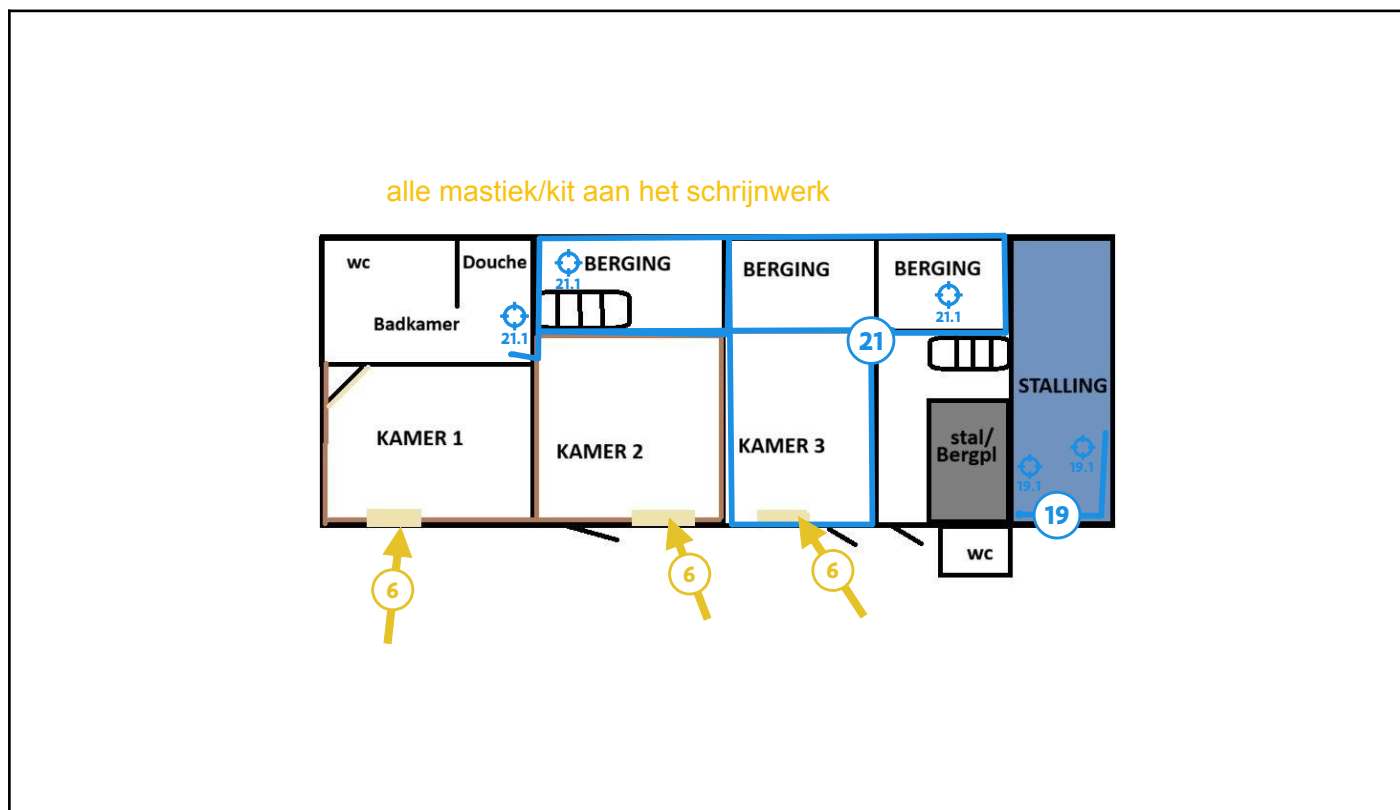 alle mastiek/kit aan het schrijnwerk
wc
Douche
Badkamer
21.1
BERGING
21.1
BERGING
BERGING
21.1
21
STALLING
KAMER 1
KAMER 2
KAMER 3
stal/
Bergpl
19.1
19.1
19
wc
6
6
6